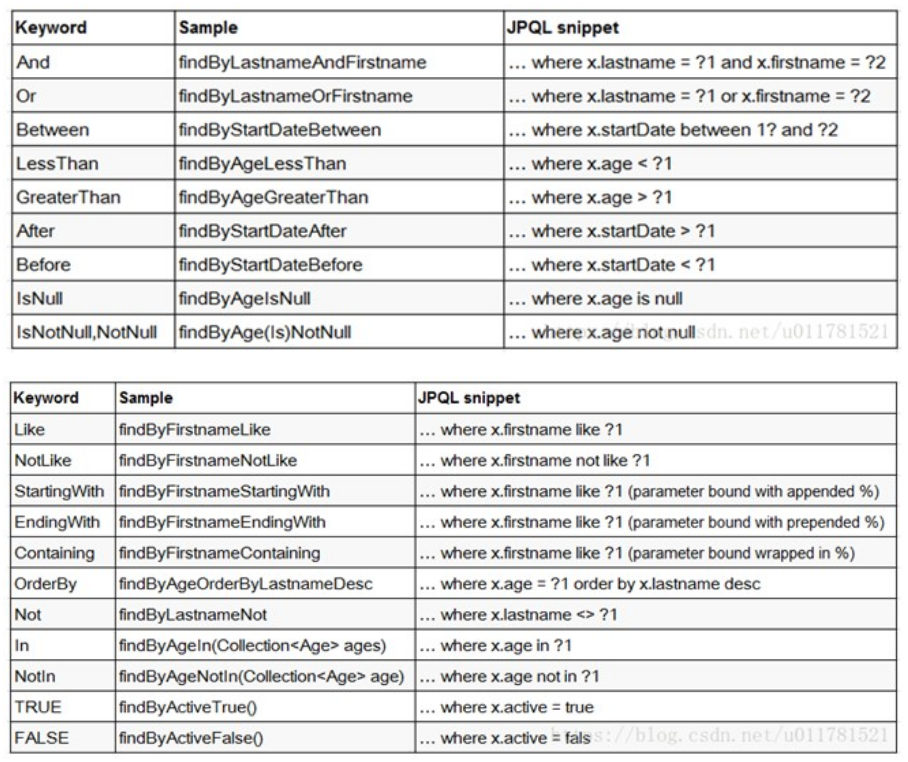 Keyword Sample JPQL snippet
And findByLastnameAndFirstname … where x.lastname = ?1 and x.firstname = ?2
Or findByLastnameOrFirstname … where x.lastname = ?1 or x.firstname = ?2
Between findByStartDateBetween … where x.startDate between 1? and ?2
LessThan findByAgeLessThan … where x.age < ?1
GreaterThan findByAgeGreaterThan … where x.age > ?1
After findByStartDateAfter … where x.startDate > ?1
Before findByStartDateBefore … where x.startDate < ?1
IsNull findByAgeIsNull … where x.age is null
IsNotNull,NotNull findByAge(Is)NotNull … where x.age not null
https://blog.csdn.net/u011781521
Keyword Sample JPQL snippet
Like findByFirstnameLike … where x.firstname like ?1
NotLike findByFirstnameNotLike … where x.firstname not like ?1
StartingWith findByFirstnameStartingWith … where x.firstname like ?1 (parameter bound with appended %)
EndingWith findByFirstnameEndingWith … where x.firstname like ?1 (parameter bound with prepended %)
Containing findByFirstnameContaining … where x.firstname like ?1 (parameter bound wrapped in %)
OrderBy findByAgeOrderByLastnameDesc … where x.age = ?1 order by x.lastname desc
Not findByLastnameNot … where x.lastname <> ?1
In findByAgeIn(Collection<Age> ages) … where x.age in ?1
NotIn findByAgeNotIn(Collection<Age> age) … where x.age not in ?1
TRUE findByActiveTrue() … where x.active = true
FALSE findByActiveFalse() … where x.active = fals
https://blog.csdn.net/u011781521